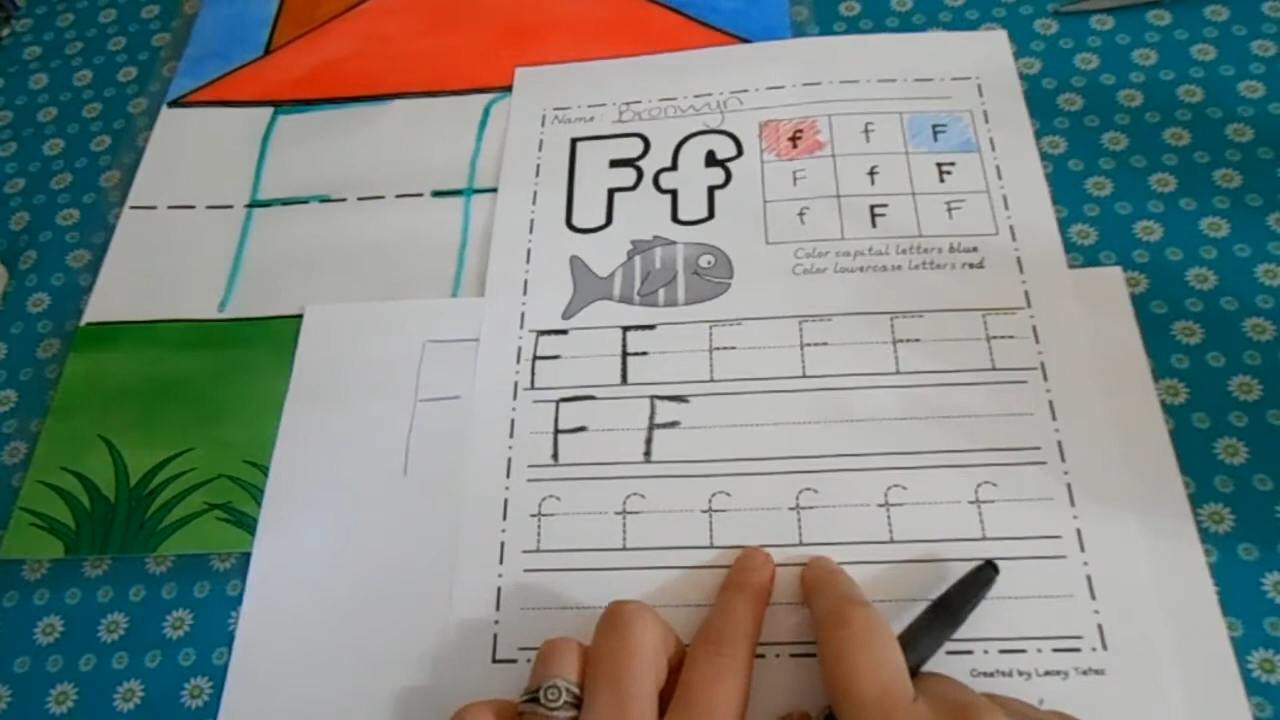 Name: Bronwyn
Ff
f f F
F f F
f F F
Color capital letters blue
Color lowercase letters red
F F F F F F
F F
f f f f f f
Created by Lacey Yates
F
F